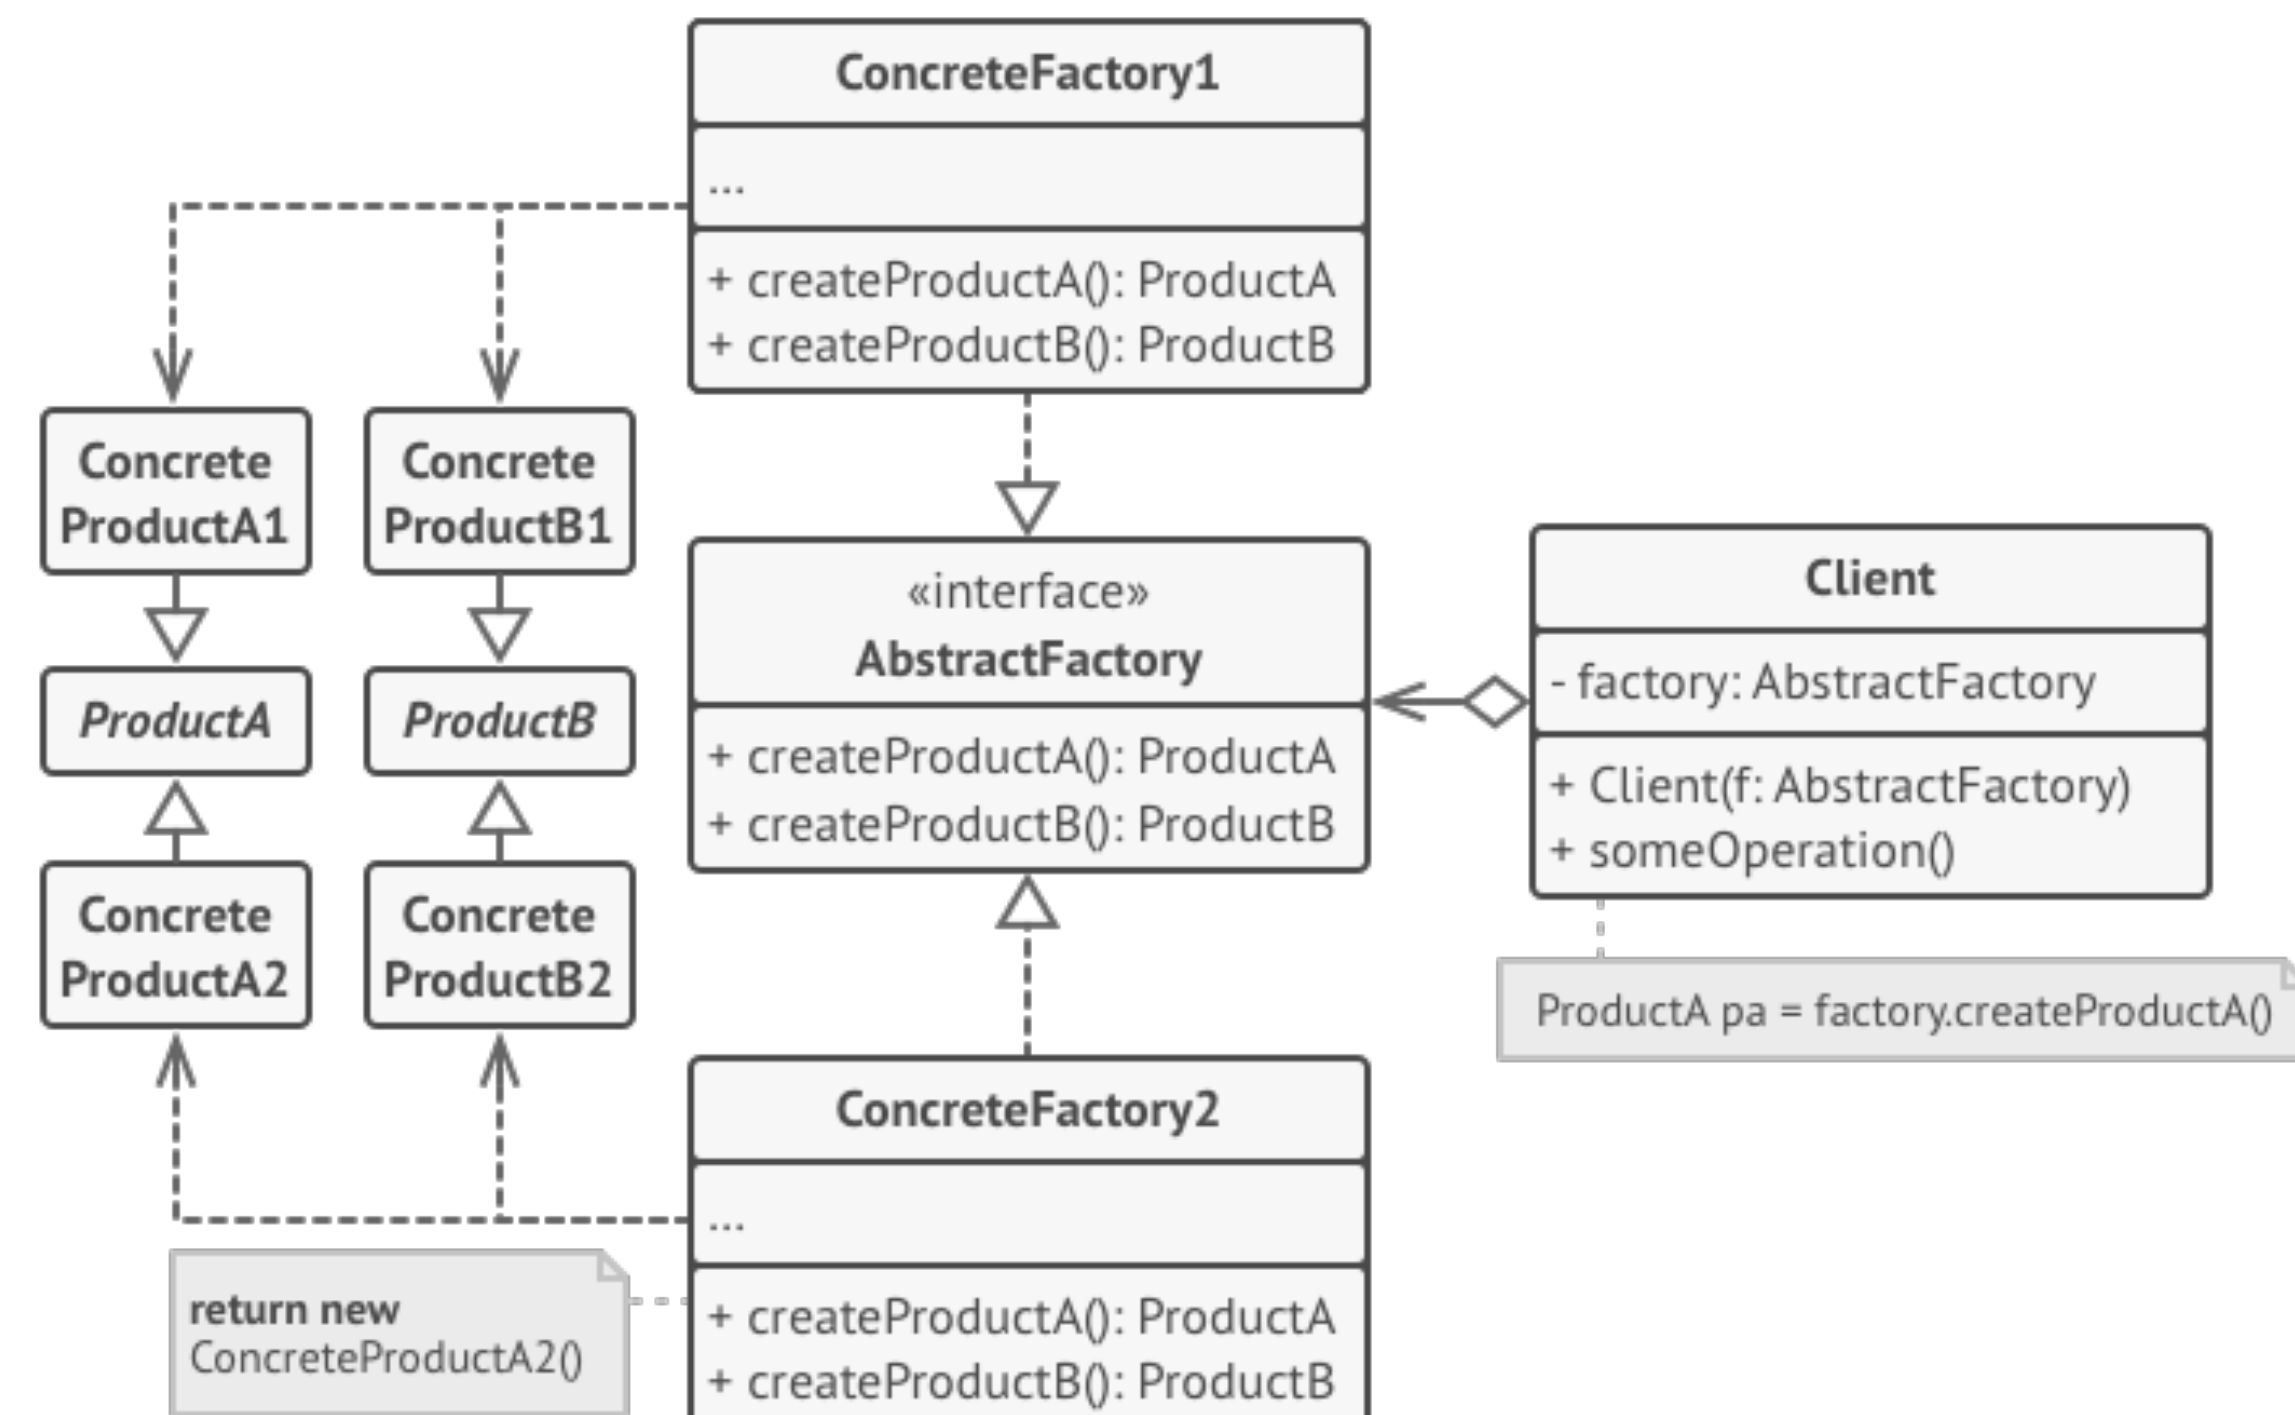 ConcreteFactory1
...
+ createProductA(): ProductA
+ createProductB(): ProductB
Concrete
ProductA1
Concrete
ProductB1
ProductA
ProductB
Concrete
ProductA2
Concrete
ProductB2
«interface»
AbstractFactory
+ createProductA(): ProductA
+ createProductB(): ProductB
Client
- factory: AbstractFactory
+ Client(f: AbstractFactory)
+ someOperation()
ProductA pa = factory.createProductA()
ConcreteFactory2
...
+ createProductA(): ProductA
+ createProductB(): ProductB
return new
ConcreteProductA2()